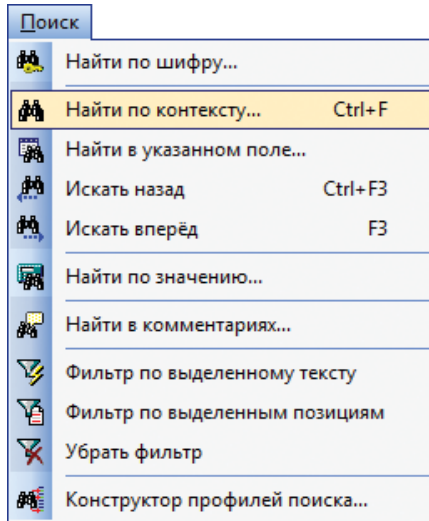 Поиск
Найти по шифру...
Найти по контексту... Ctrl+F
Найти в указанном поле...
Искать назад Ctrl+F3
Искать вперёд F3
Найти по значению...
Найти в комментариях...
Фильтр по выделенному тексту
Фильтр по выделенным позициям
Убрать фильтр
Конструктор профилей поиска...